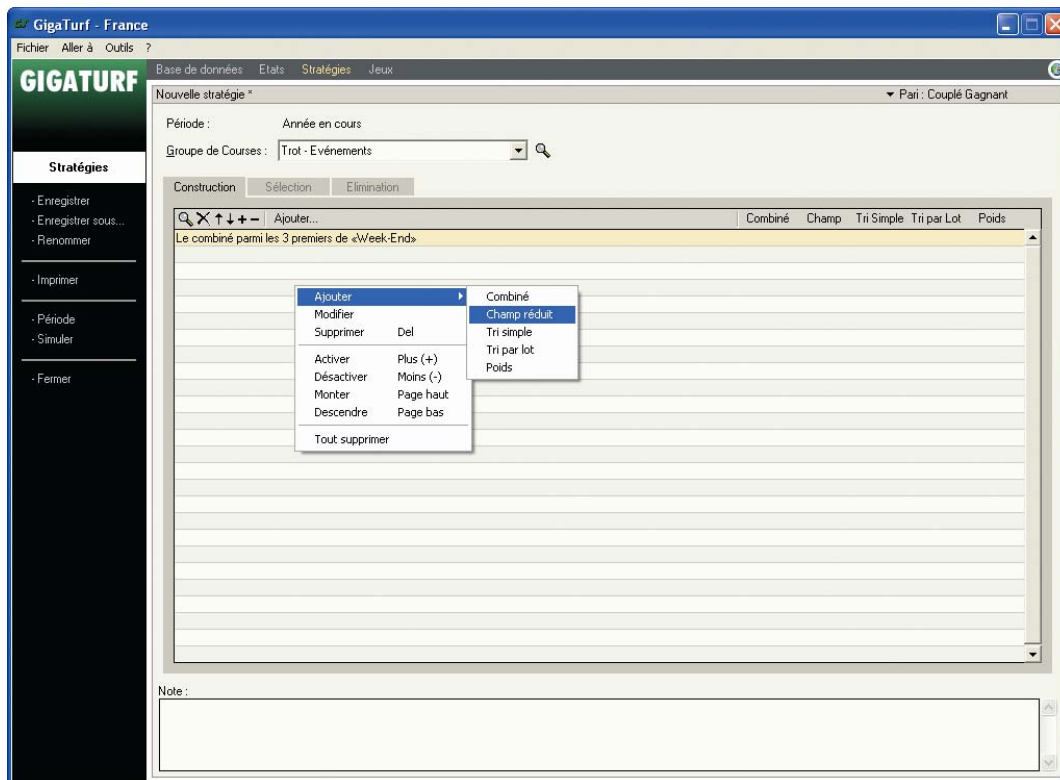 GigaTurf - France
Fichier Aller à Outils ?
GIGATURF
Base de données Etats Stratégies Jeux
Nouvelle stratégie * Pari : Couplé Gagnant
Période : Année en cours
Groupe de Courses : Trot - Evénements
Stratégies
- Enregistrer
- Enregistrer sous...
- Renommer
- Imprimer
- Période
- Simuler
- Fermer
Construction Sélection Elimination
Ajouter... Combiné Champ Tri Simple Tri par Lot Poids
Le combiné parmi les 3 premiers de «Week-End»
Ajouter
Modifier
Supprimer Del
Activer Plus (+)
Désactiver Moins (-)
Monter Page haut
Descendre Page bas
Tout supprimer
Combiné
Champ réduit
Tri simple
Tri par lot
Poids
Note :